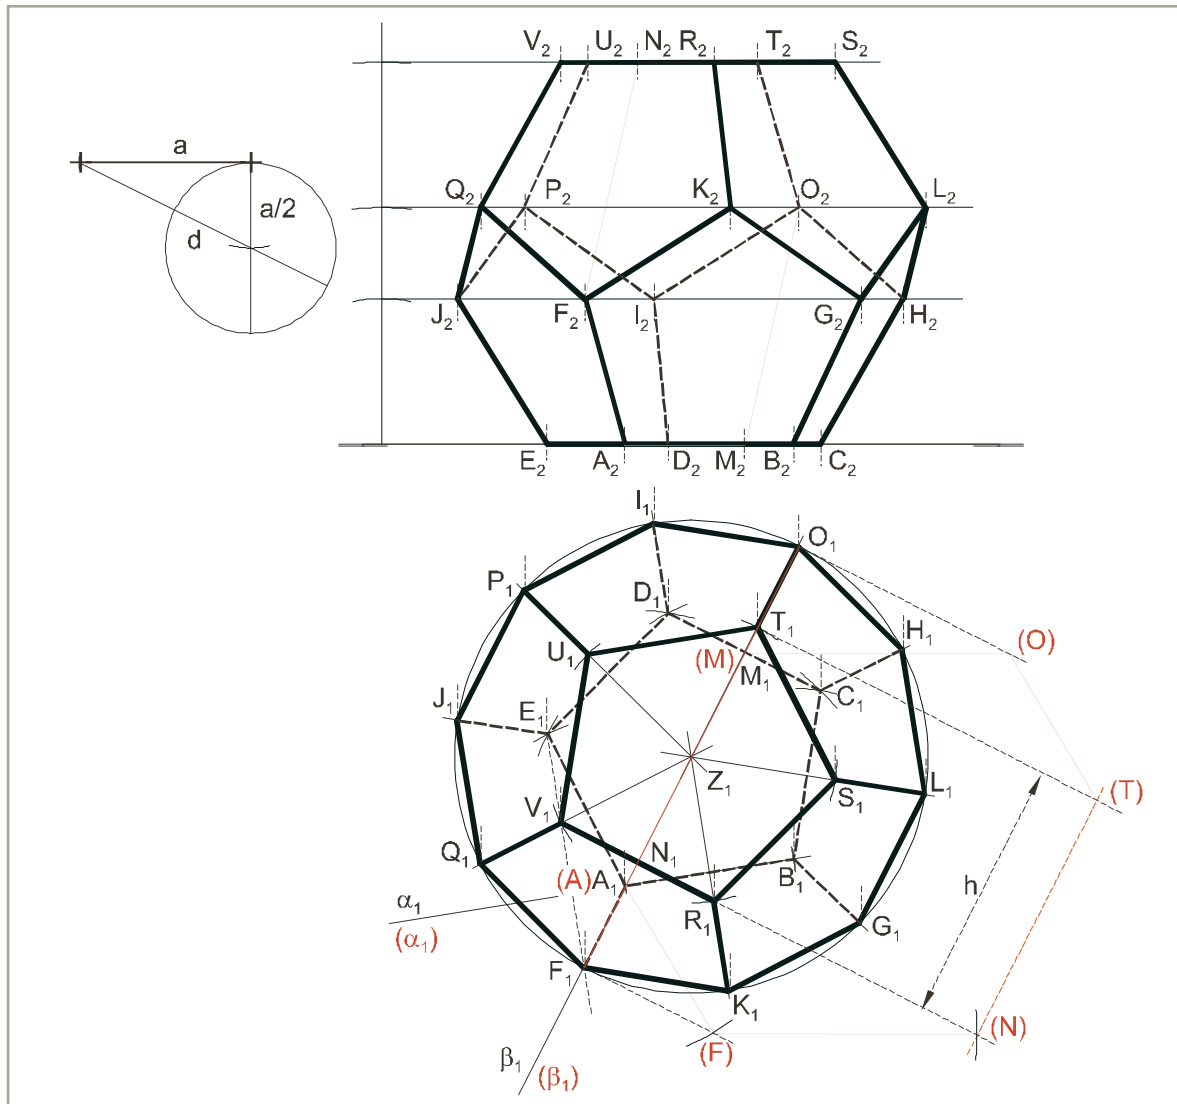 V₂ U₂ N₂ R₂ T₂ S₂
a
a/2
d
Q₂ P₂ K₂ O₂ L₂
J₂ F₂ I₂ G₂ H₂
E₂ A₂ D₂ M₂ B₂ C₂
I₁
O₁
P₁
D₁
T₁
H₁
(O)
U₁
(M)
M₁
C₁
J₁
E₁
Z₁
S₁
L₁
(T)
V₁
Q₁
N₁
(A)
A₁
B₁
h
α₁
(α₁)
R₁
G₁
F₁
K₁
(N)
(F)
β₁
(β₁)